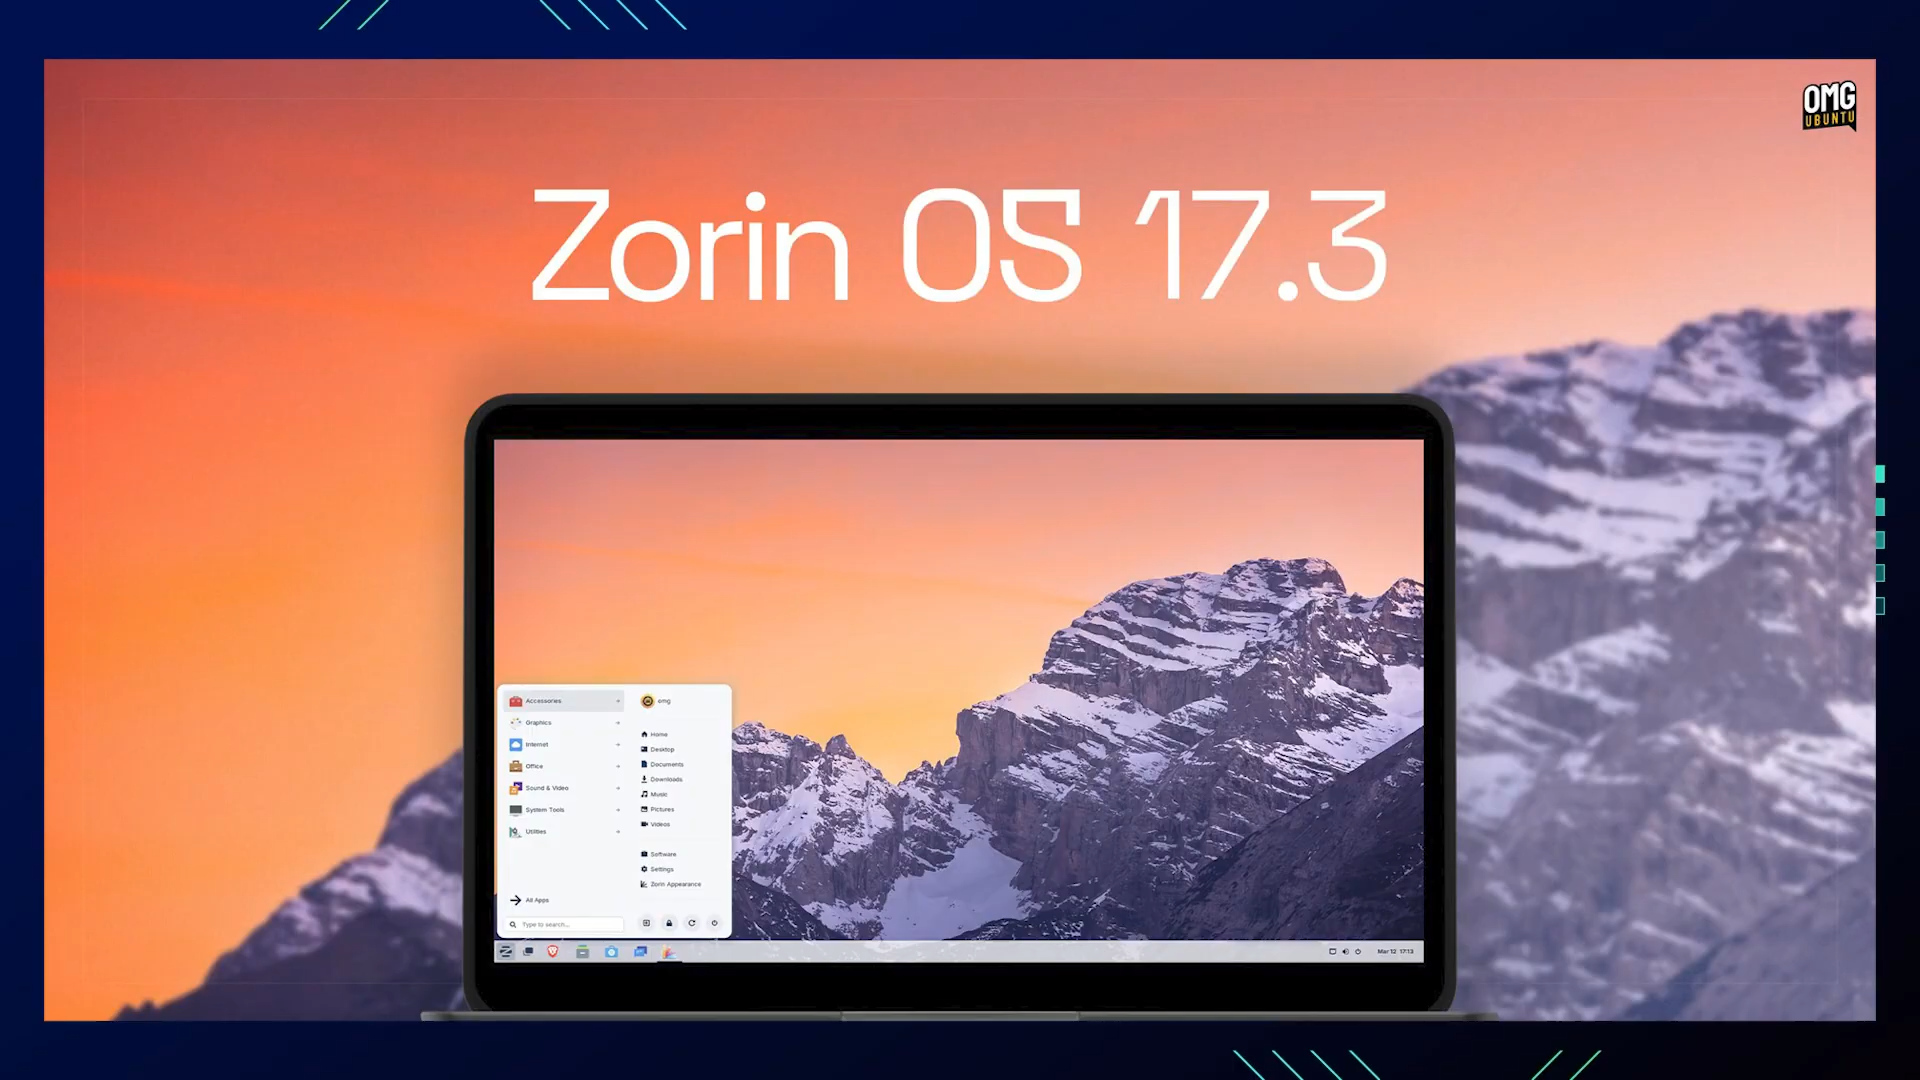 OMG
UBUNTU
Zorin OS 17.3
Accessories
Graphics
Internet
Office
Sound & Video
System Tools
Utilities
All Apps
Type to search...
omg
Home
Desktop
Documents
Downloads
Music
Pictures
Videos
Software
Settings
Zorin Appearance
Mar 12 17:13